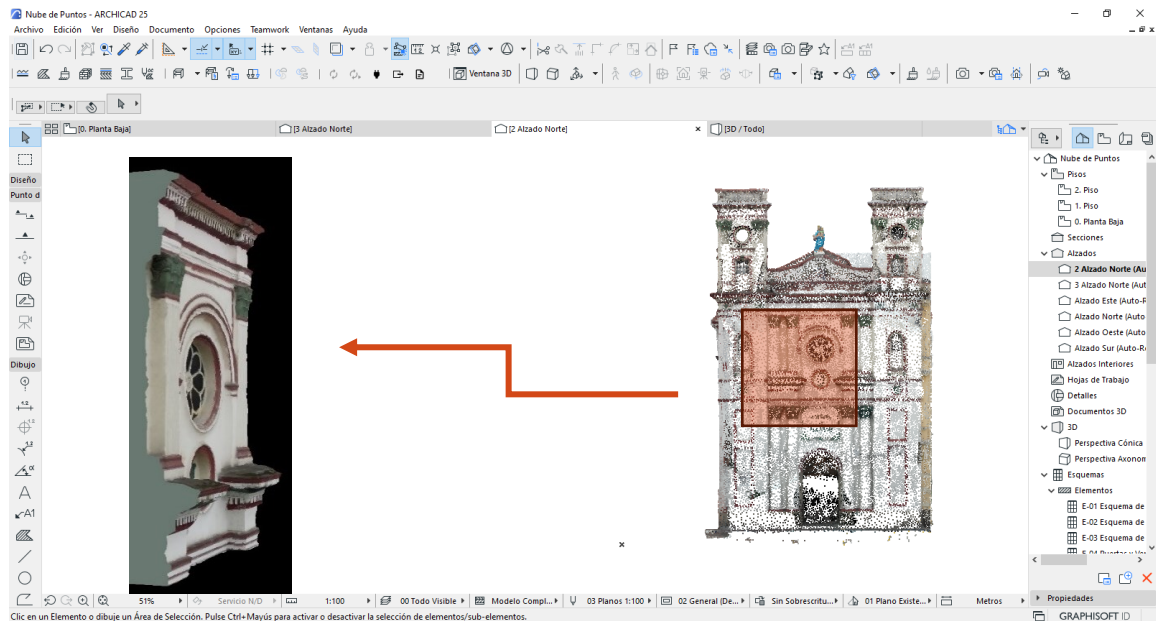 Nube de Puntos - ARCHICAD 25
Archivo Edición Ver Diseño Documento Opciones Teamwork Ventanas Ayuda
Ventana 3D
[0. Planta Baja]
[3 Alzado Norte]
[2 Alzado Norte]
[3D / Todo]
Diseño
Punto d
Dibujo
1.2
1.2
1.2
A
A1
Nube de Puntos
Pisos
2. Piso
1. Piso
0. Planta Baja
Secciones
Alzados
2 Alzado Norte (Au
3 Alzado Norte (Aut
Alzado Este (Auto-R
Alzado Norte (Auto
Alzado Oeste (Auto
Alzado Sur (Auto-R
Alzados Interiores
Hojas de Trabajo
Detalles
Documentos 3D
3D
Perspectiva Cónica
Perspectiva Axonom
Esquemas
Elementos
E-01 Esquema de
E-02 Esquema de
E-03 Esquema de
Propiedades
51% Servicio N/D 1:100 00 Todo Visible Modelo Compl... 03 Planos 1:100 02 General (De... Sin Sobrescritu... 01 Plano Existe... Metros
Clic en un Elemento o dibuje un Área de Selección. Pulse Ctrl+Mayús para activar o desactivar la selección de elementos/sub-elementos.
GRAPHISOFT ID